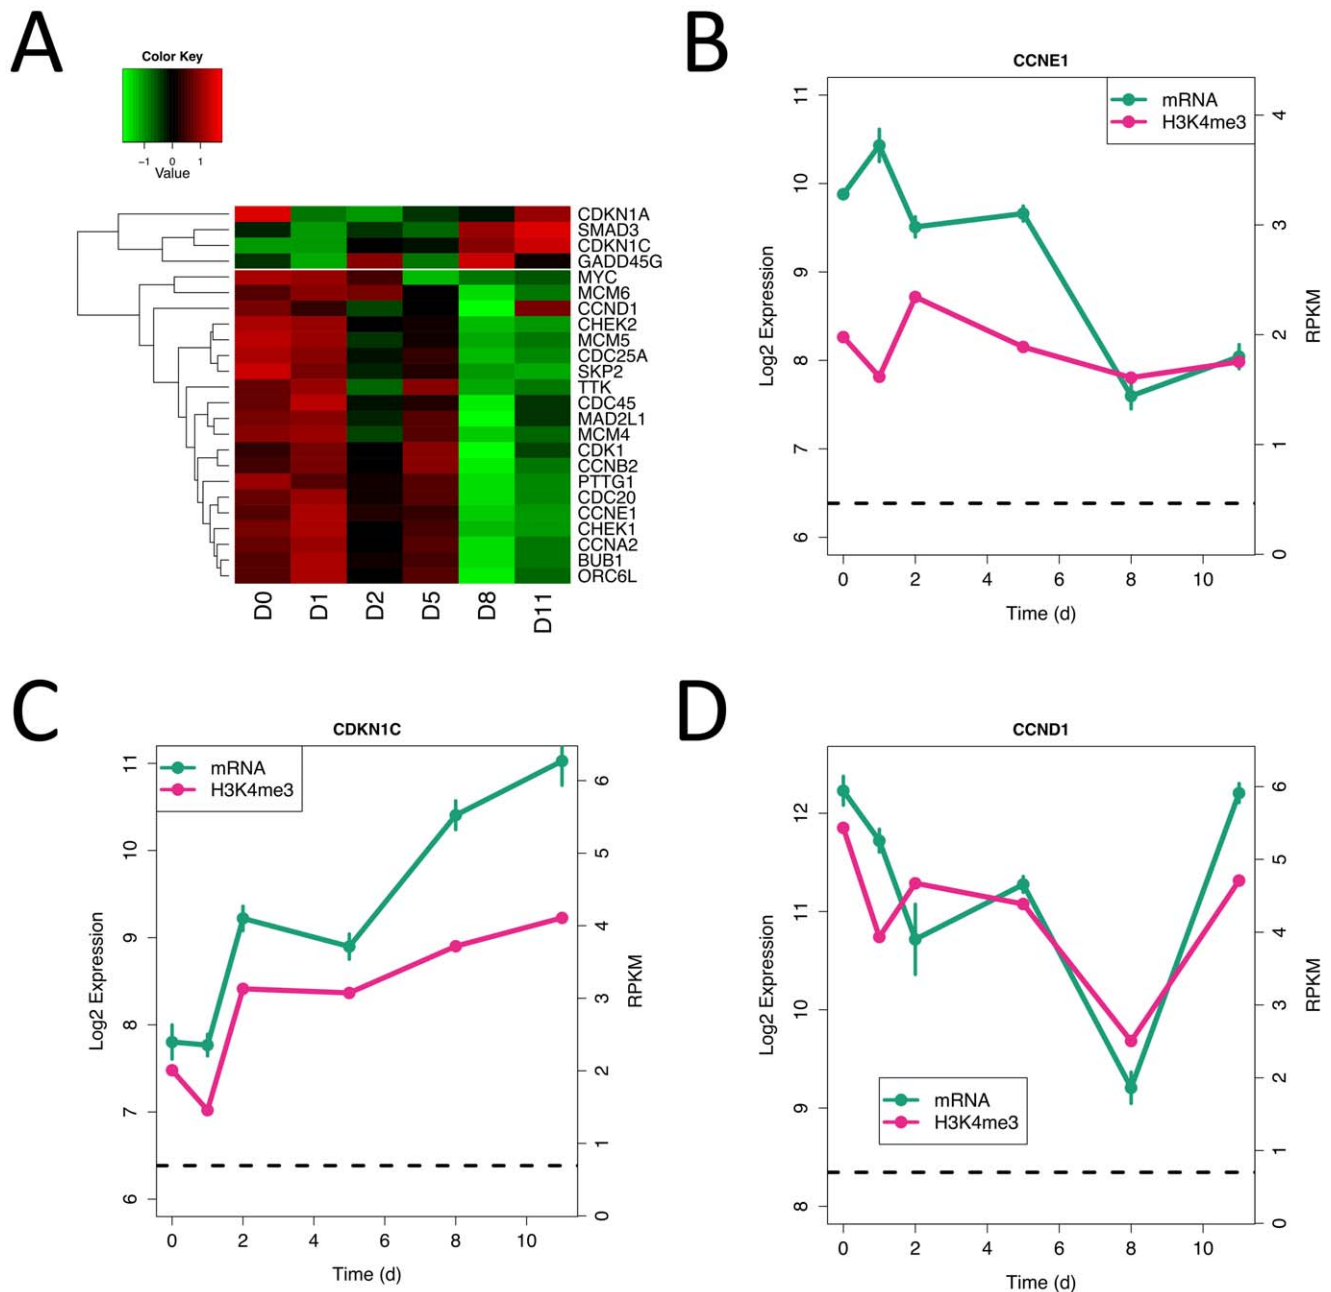 A
Color Key
−1 0 1
Value
CDKN1A
SMAD3
CDKN1C
GADD45G
MYC
MCM6
CCND1
CHEK2
MCM5
CDC25A
SKP2
TTK
CDC45
MAD2L1
MCM4
CDK1
CCNB2
PTTG1
CDC20
CCNE1
CHEK1
CCNA2
BUB1
ORC6L
D0 D1 D2 D5 D8 D11
B
CCNE1
mRNA
H3K4me3
Log2 Expression
6 7 8 9 10 11
RPKM
0 1 2 3 4
0 2 4 6 8 10
Time (d)
C
CDKN1C
mRNA
H3K4me3
Log2 Expression
6 7 8 9 10 11
RPKM
0 1 2 3 4 5 6
0 2 4 6 8 10
Time (d)
D
CCND1
mRNA
H3K4me3
Log2 Expression
8 9 10 11 12
RPKM
0 1 2 3 4 5 6
0 2 4 6 8 10
Time (d)